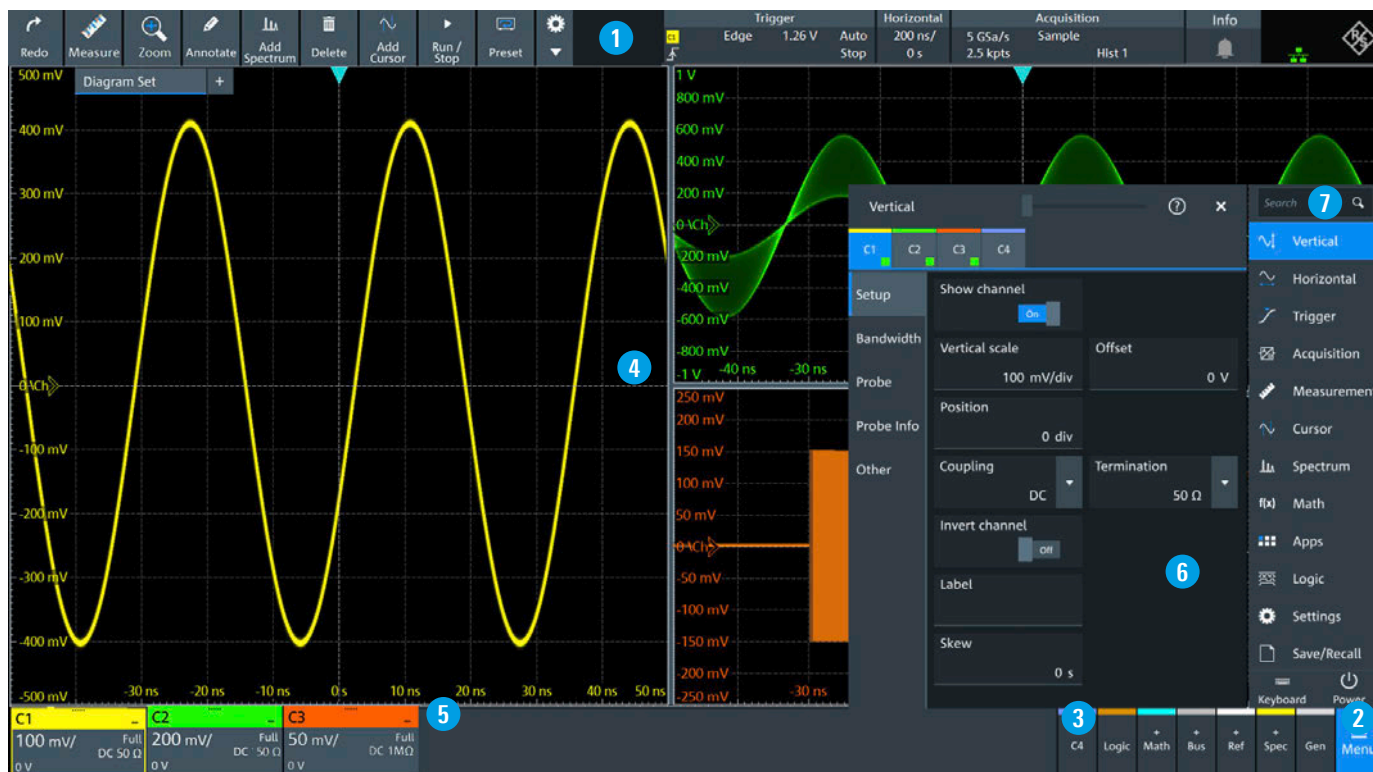 Redo
Measure
Zoom
Annotate
Add Spectrum
Delete
Add Cursor
Run / Stop
Preset
1
Trigger
Horizontal
Acquisition
Info
C1
Edge
1.26 V
Auto
Stop
200 ns/
0 s
5 GSa/s
2.5 kpts
Sample
Hist 1
R&S
500 mV
Diagram Set
+
400 mV
300 mV
200 mV
100 mV
-100 mV
-200 mV
-300 mV
-400 mV
-500 mV
-30 ns
-20 ns
-10 ns
0 s
10 ns
20 ns
30 ns
40 ns
50 ns
1 V
800 mV
600 mV
400 mV
200 mV
-200 mV
-400 mV
-600 mV
-800 mV
-1 V
-40 ns
-30 ns
4
250 mV
200 mV
150 mV
100 mV
50 mV
-50 mV
-100 mV
-150 mV
-200 mV
-250 mV
-30 ns
Vertical
?
C1
C2
C3
C4
Setup
Bandwidth
Probe
Probe Info
Other
Show channel
On
Vertical scale
100 mV/div
Offset
0 V
Position
0 div
Coupling
DC
Termination
50 Ω
Invert channel
Off
Label
Skew
0 s
6
Search
7
Vertical
Horizontal
Trigger
Acquisition
Measuremen
Cursor
Spectrum
f(x) Math
Apps
Logic
Settings
Save/Recall
Keyboard
Power
C1
100 mV/
Full
DC 50 Ω
0 V
C2
200 mV/
Full
DC 50 Ω
0 V
C3
50 mV/
Full
DC 1MΩ
0 V
5
3
C4
Logic
+ Math
+ Bus
+ Ref
+ Spec
Gen
2
Menu